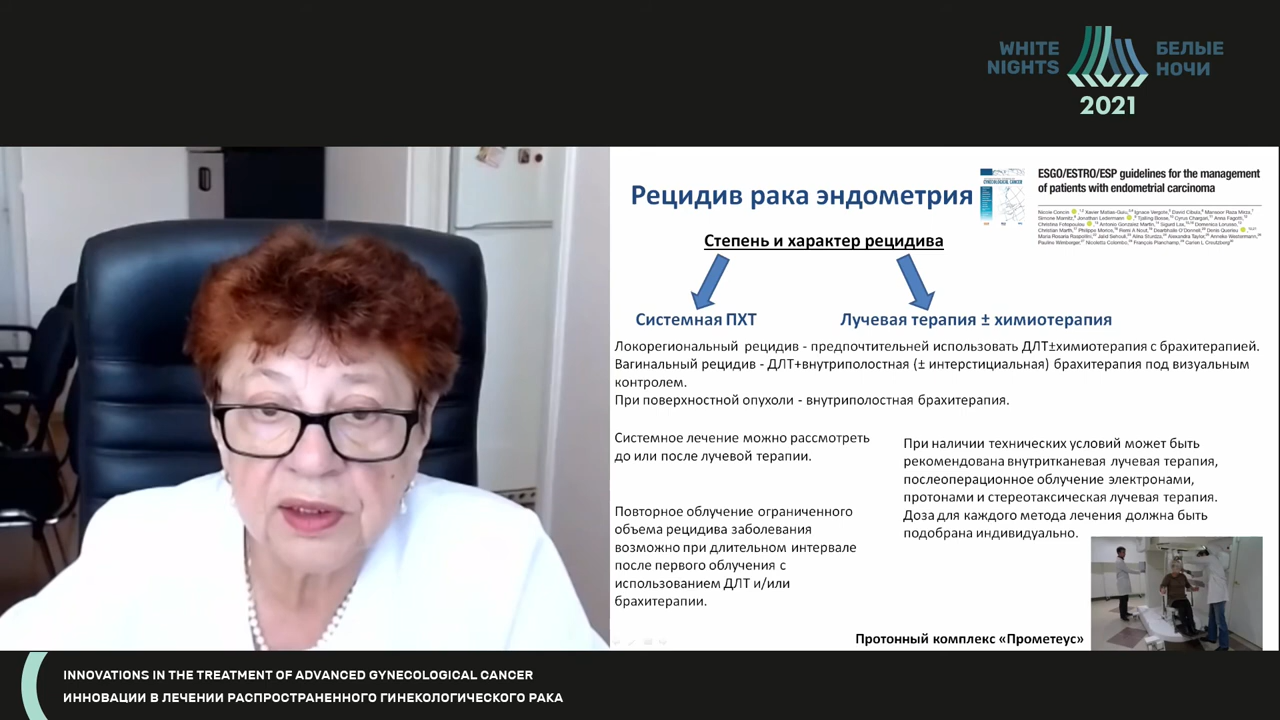 WHITE
NIGHTS
БЕЛЫЕ
НОЧИ
2021
Рецидив рака эндометрия
ESGO/ESTRO/ESP guidelines for the management
of patients with endometrial carcinoma
Степень и характер рецидива
Системная ПХТ
Лучевая терапия ± химиотерапия
Локорегиональный рецидив - предпочтительней использовать ДЛТ±химиотерапия с брахитерапией.
Вагинальный рецидив - ДЛТ+внутриполостная (± интерстициальная) брахитерапия под визуальным
контролем.
При поверхностной опухоли - внутриполостная брахитерапия.
Системное лечение можно рассмотреть
до или после лучевой терапии.
Повторное облучение ограниченного
объема рецидива заболевания
возможно при длительном интервале
после первого облучения с
использованием ДЛТ и/или
брахитерапии.
При наличии технических условий может быть
рекомендована внутритканевая лучевая терапия,
послеоперационное облучение электронами,
протонами и стереотаксическая лучевая терапия.
Доза для каждого метода лечения должна быть
подобрана индивидуально.
Протонный комплекс «Прометеус»
INNOVATIONS IN THE TREATMENT OF ADVANCED GYNECOLOGICAL CANCER
ИННОВАЦИИ В ЛЕЧЕНИИ РАСПРОСТРАНЕННОГО ГИНЕКОЛОГИЧЕСКОГО РАКА